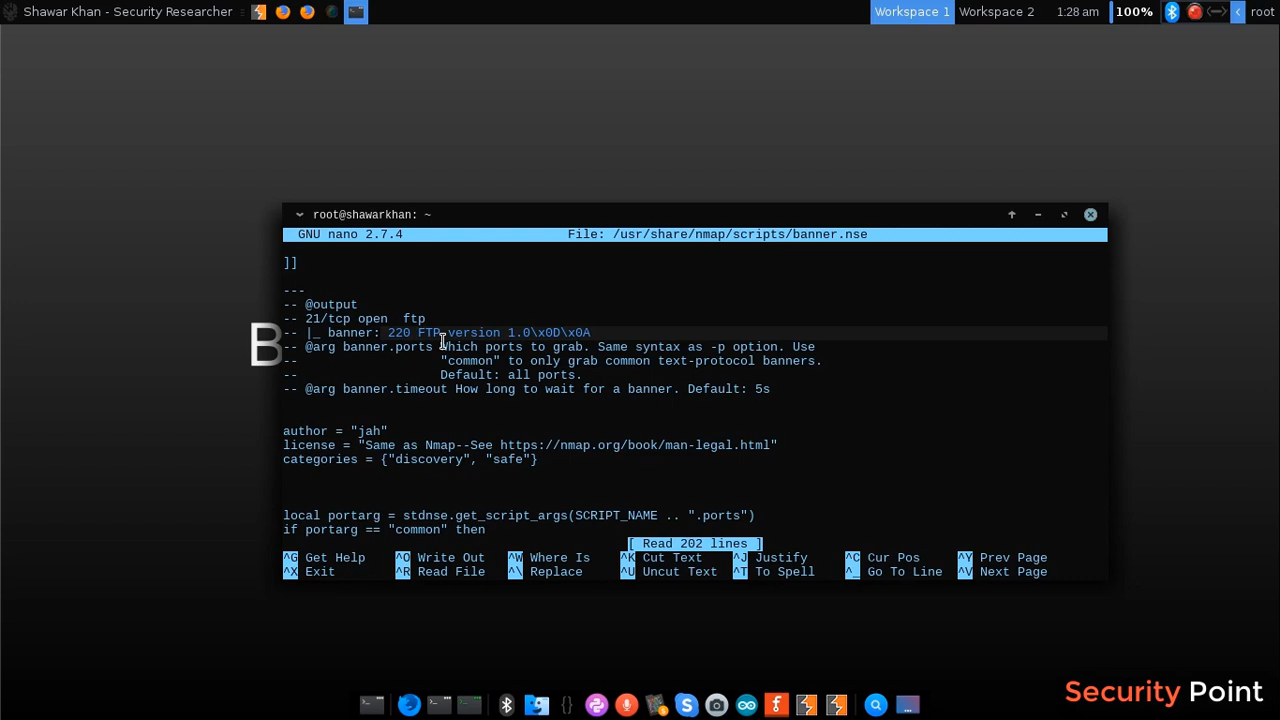 Shawar Khan - Security Researcher
Workspace 1 Workspace 2 1:28 am 100% root
B
root@shawarkhan: ~
GNU nano 2.7.4 File: /usr/share/nmap/scripts/banner.nse
]]
---
-- @output
-- 21/tcp open  ftp
-- |_ banner: 220 FTP version 1.0\x0D\x0A
-- @arg banner.ports Which ports to grab. Same syntax as -p option. Use
-- "common" to only grab common text-protocol banners.
-- Default: all ports.
-- @arg banner.timeout How long to wait for a banner. Default: 5s
author = "jah"
license = "Same as Nmap--See https://nmap.org/book/man-legal.html"
categories = {"discovery", "safe"}
local portarg = stdnse.get_script_args(SCRIPT_NAME .. ".ports")
if portarg == "common" then
[ Read 202 lines ]
^G Get Help ^O Write Out ^W Where Is ^K Cut Text ^J Justify ^C Cur Pos ^Y Prev Page
^X Exit ^R Read File ^\ Replace ^U Uncut Text ^T To Spell ^_ Go To Line ^V Next Page
Security Point